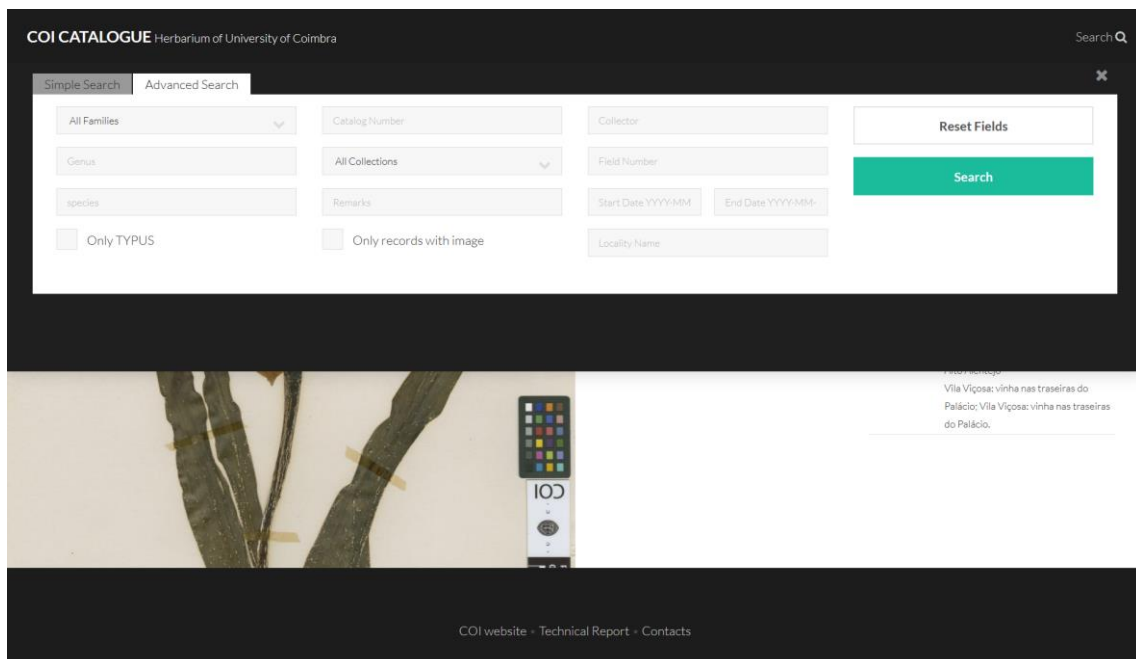 COI CATALOGUE Herbarium of University of Coimbra
Search
Simple Search
Advanced Search
All Families
Catalog Number
Collector
Reset Fields
Genus
All Collections
Field Number
Search
species
Remarks
Start Date YYYY-MM
End Date YYYY-MM-
Only TYPUS
Only records with image
Locality Name
Vila Viçosa: vinha nas traseiras do
Palácio; Vila Viçosa: vinha nas traseiras
do Palácio.
COI
COI website • Technical Report • Contacts